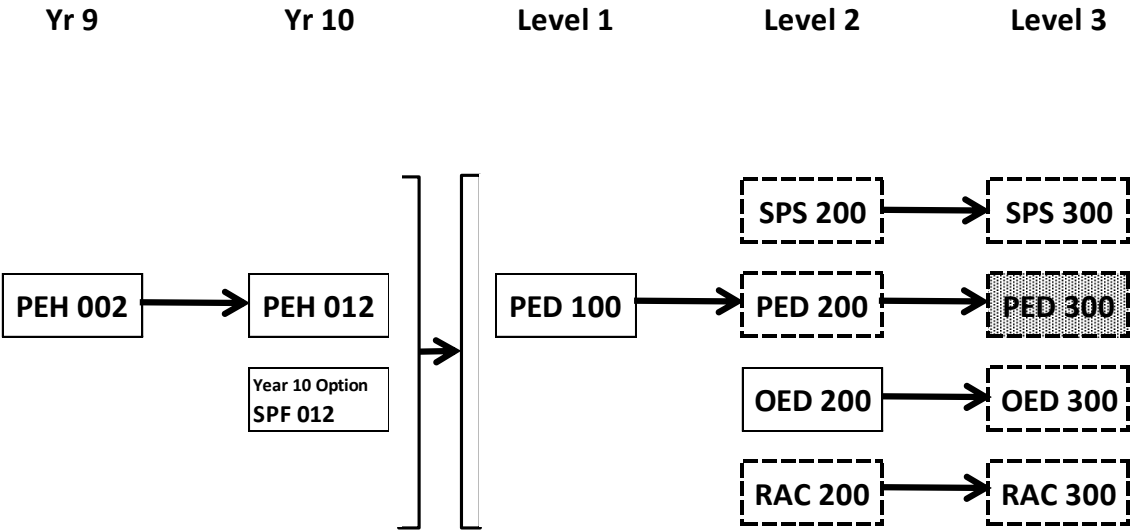 Yr 9 Yr 10 Level 1 Level 2 Level 3
SPS 200 SPS 300
PEH 002 PEH 012 PED 100 PED 200 PED 300
Year 10 Option
SPF 012
OED 200 OED 300
RAC 200 RAC 300